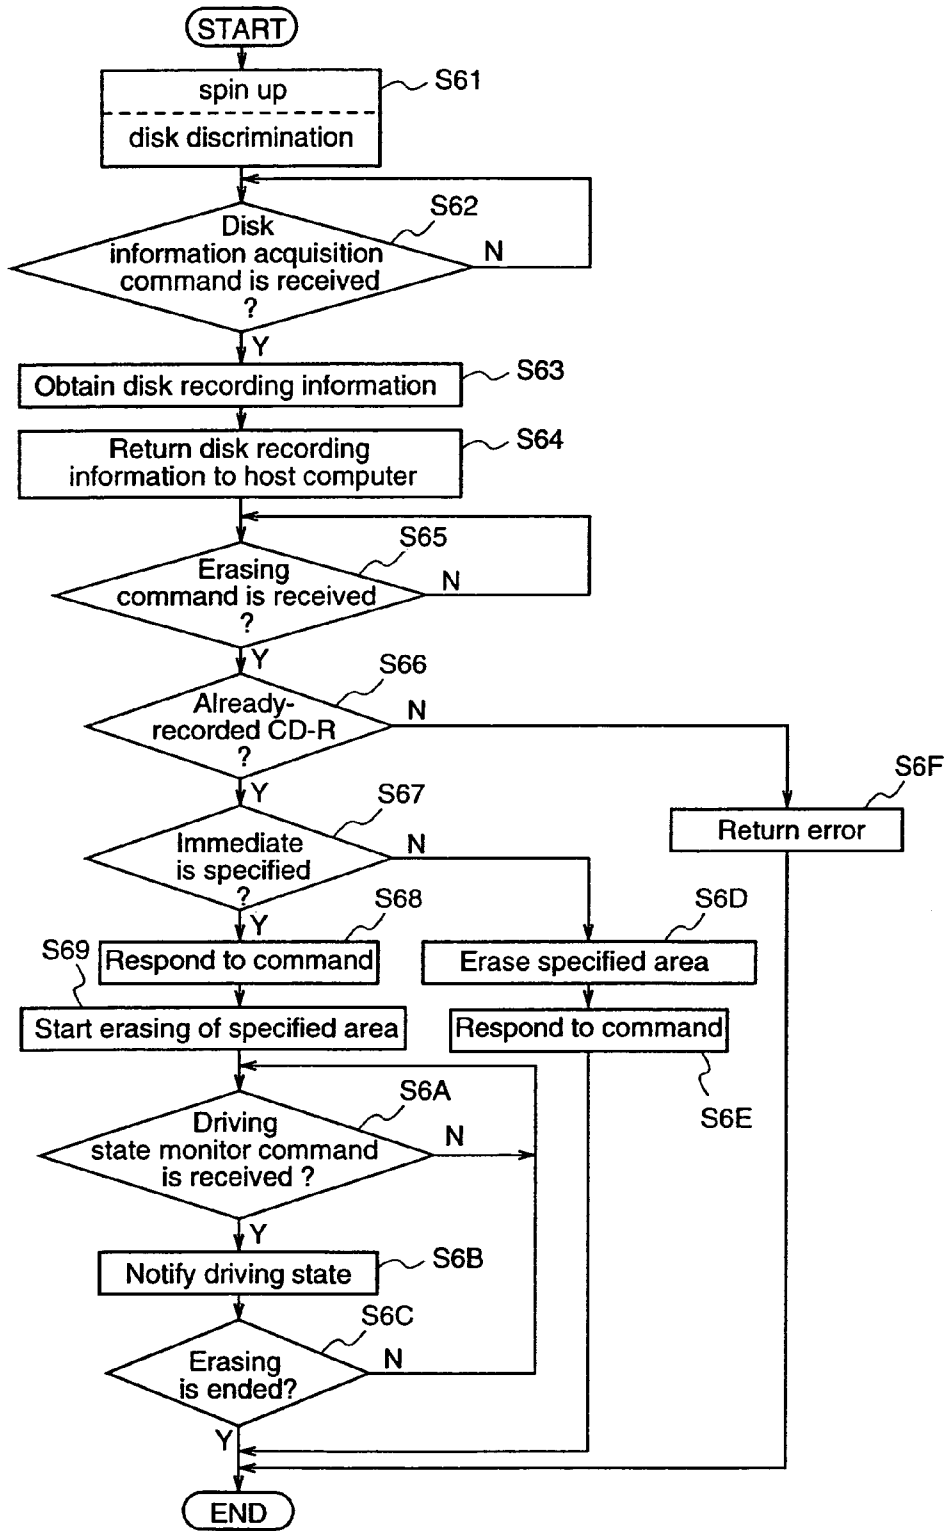 START
spin up
S61
disk discrimination
S62
Disk
information acquisition
command is received
?
N
Y
Obtain disk recording information
S63
Return disk recording
information to host computer
S64
S65
Erasing
command is received
?
N
Y
S66
Already-
recorded CD-R
?
N
Y
S67
Immediate
is specified
?
N
Y
S6F
Return error
S68
Respond to command
S6D
Erase specified area
S69
Start erasing of specified area
Respond to command
S6E
S6A
Driving
state monitor command
is received ?
N
Y
Notify driving state
S6B
S6C
Erasing
is ended?
N
Y
END